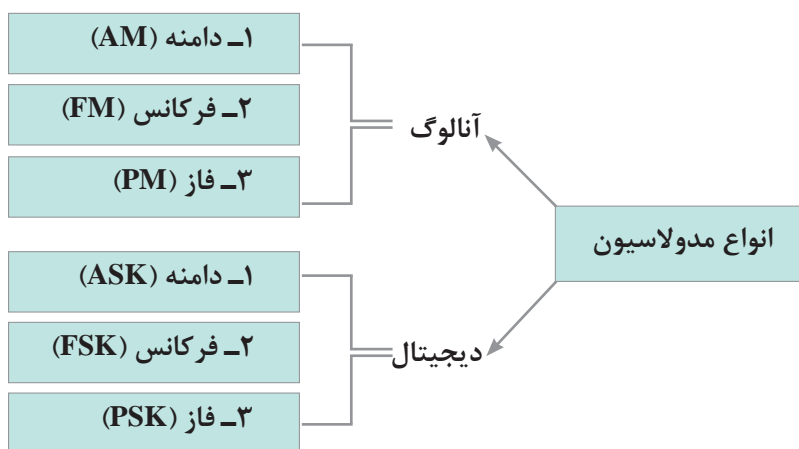 انواع مدولاسیون
آنالوگ
۱ـ دامنه (AM)
۲ـ فرکانس (FM)
۳ـ فاز (PM)
دیجیتال
۱ـ دامنه (ASK)
۲ـ فرکانس (FSK)
۳ـ فاز (PSK)